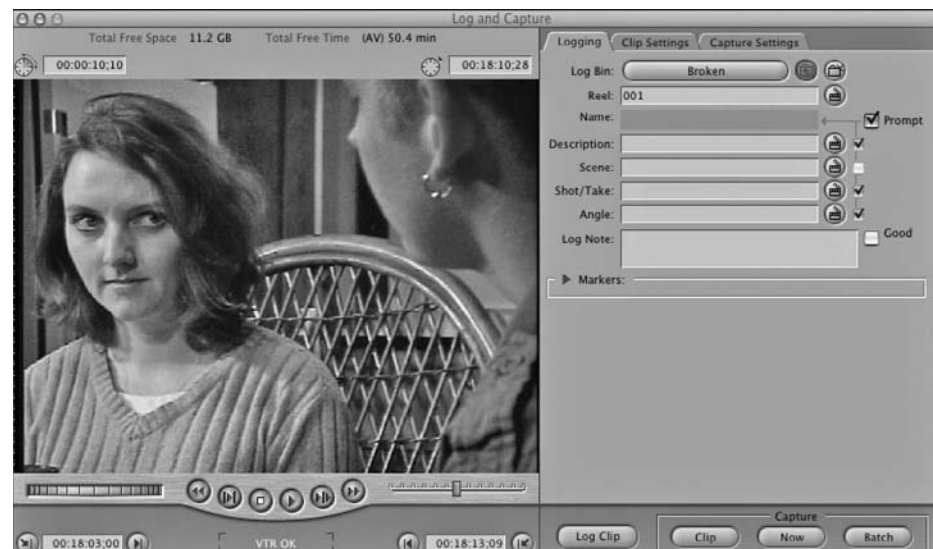 Log and Capture
Total Free Space 11.2 GB Total Free Time (AV) 50.4 min
00:00:10;10
00:18:10;28
Logging Clip Settings Capture Settings
Log Bin: Broken
Reel: 001
Name: Prompt
Description:
Scene:
Shot/Take:
Angle:
Log Note: Good
Markers:
00:18:03;00 VTR OK 00:18:13;09
Log Clip
Capture
Clip Now Batch